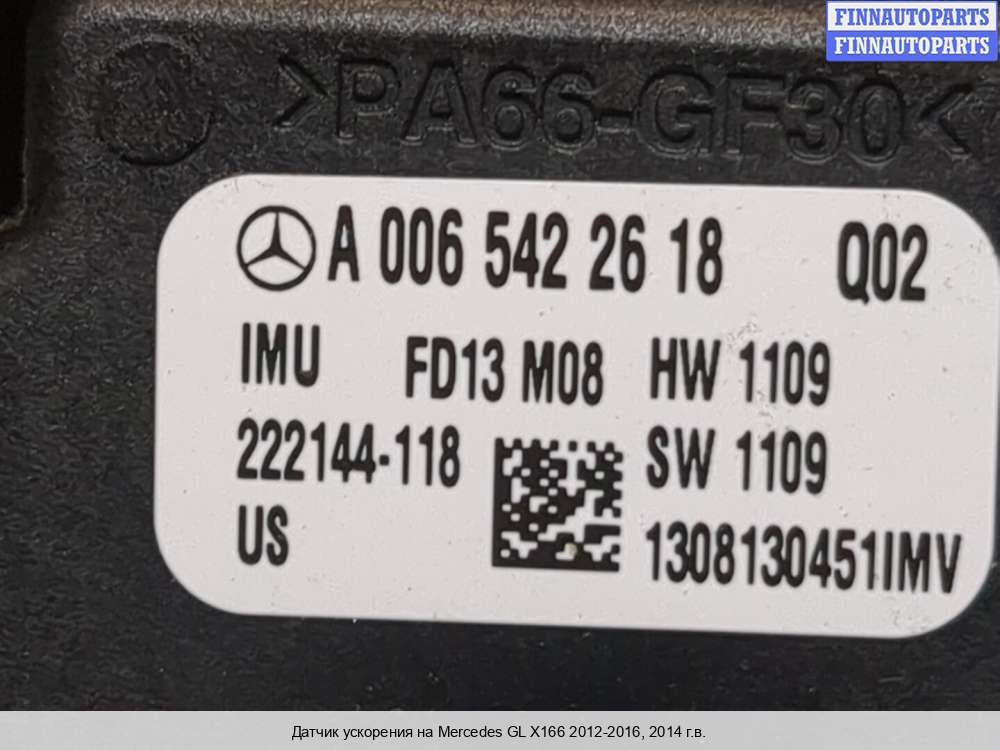 FINNAUTOPARTS
FINNAUTOPARTS
>PA66-GF30<
A 006 542 26 18 Q02
IMU FD13 M08 HW 1109
222144-118 SW 1109
US 1308130451IMV
Датчик ускорения на Mercedes GL X166 2012-2016, 2014 г.в.